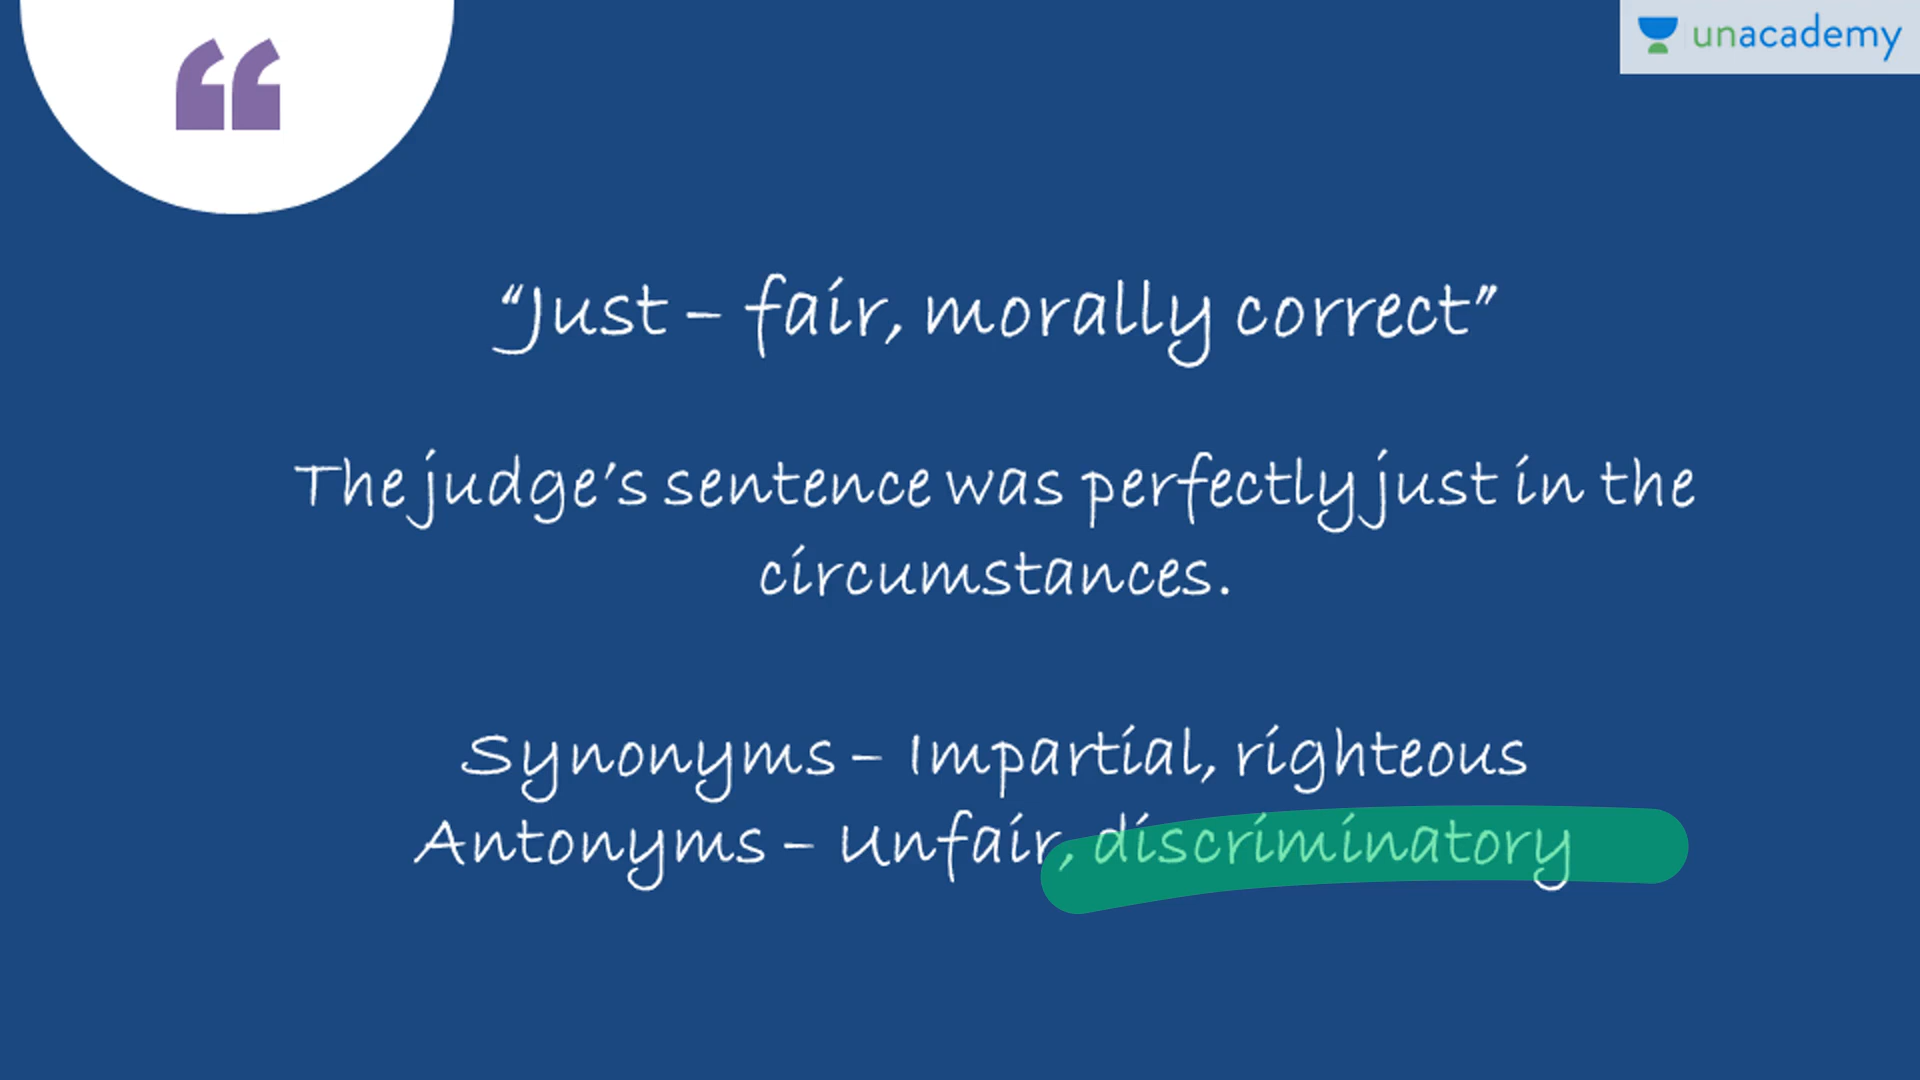 unacademy
“Just – fair, morally correct”
The judge’s sentence was perfectly just in the
circumstances.
Synonyms – Impartial, righteous
Antonyms – Unfair, discriminatory